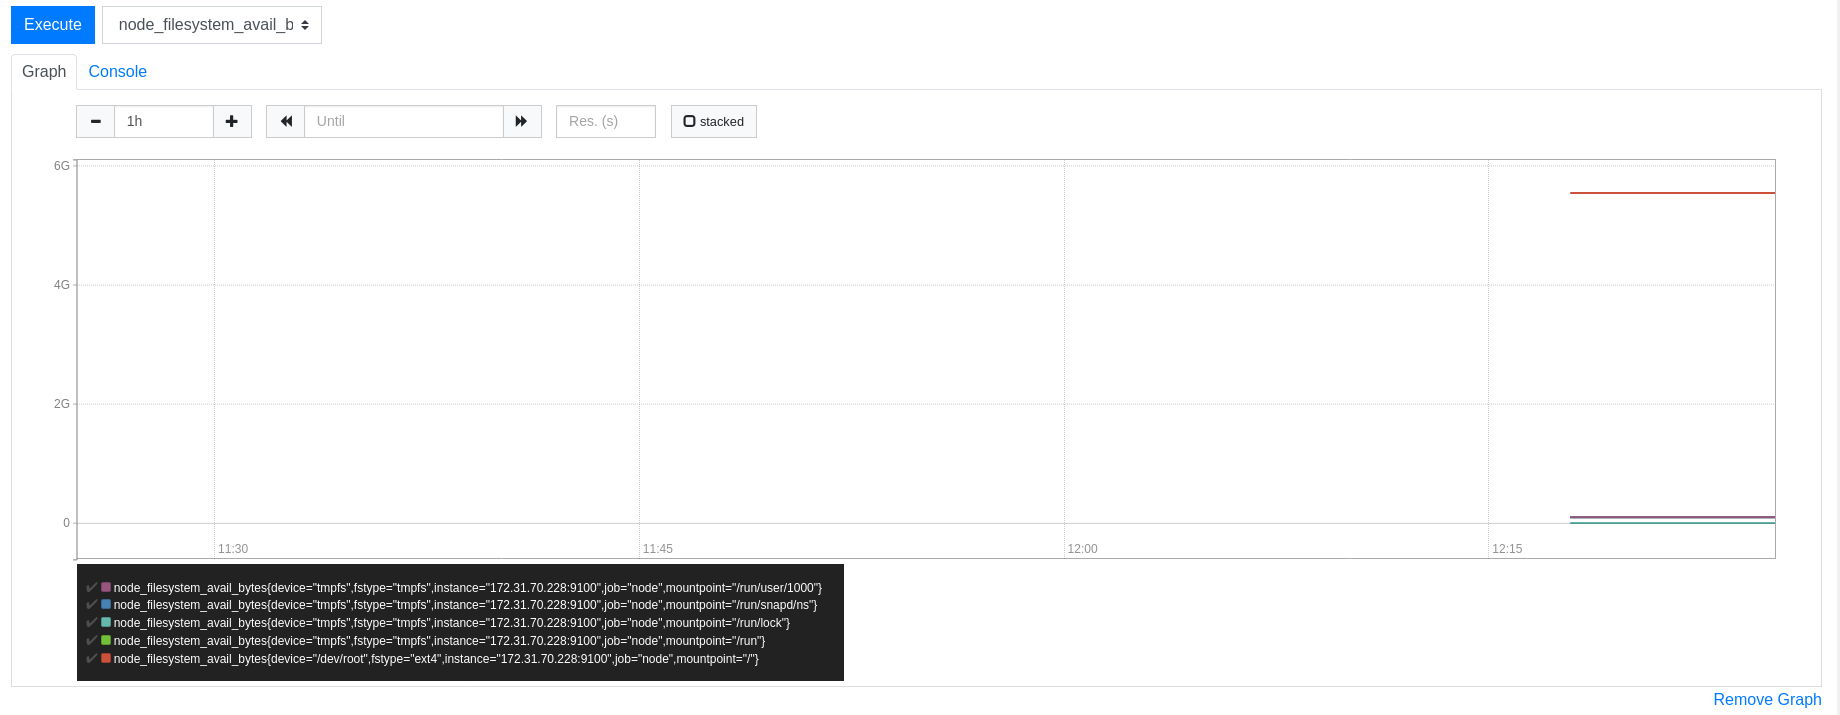 Execute
node_filesystem_avail_b
Graph Console
1h Until Res. (s) stacked
6G
4G
2G
0
11:30 11:45 12:00 12:15
node_filesystem_avail_bytes{device="tmpfs",fstype="tmpfs",instance="172.31.70.228:9100",job="node",mountpoint="/run/user/1000"}
node_filesystem_avail_bytes{device="tmpfs",fstype="tmpfs",instance="172.31.70.228:9100",job="node",mountpoint="/run/snapd/ns"}
node_filesystem_avail_bytes{device="tmpfs",fstype="tmpfs",instance="172.31.70.228:9100",job="node",mountpoint="/run/lock"}
node_filesystem_avail_bytes{device="tmpfs",fstype="tmpfs",instance="172.31.70.228:9100",job="node",mountpoint="/run"}
node_filesystem_avail_bytes{device="/dev/root",fstype="ext4",instance="172.31.70.228:9100",job="node",mountpoint="/"}
Remove Graph